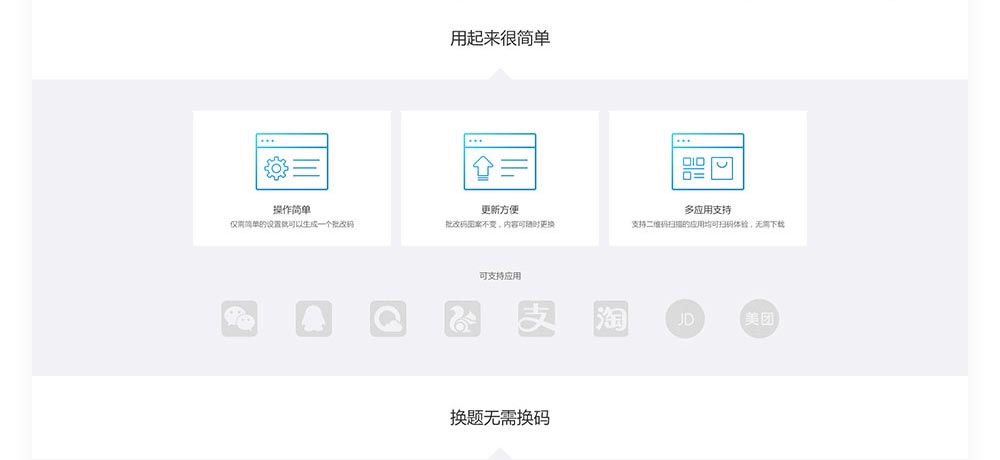 用起来很简单
操作简单
仅需简单的设置就可以生成一个批改码
更新方便
批改码图案不变，内容可随时更换
多应用支持
支持二维码扫描的应用均可扫码体验，无需下载
可支持应用
支
淘
JD
美团
换题无需换码